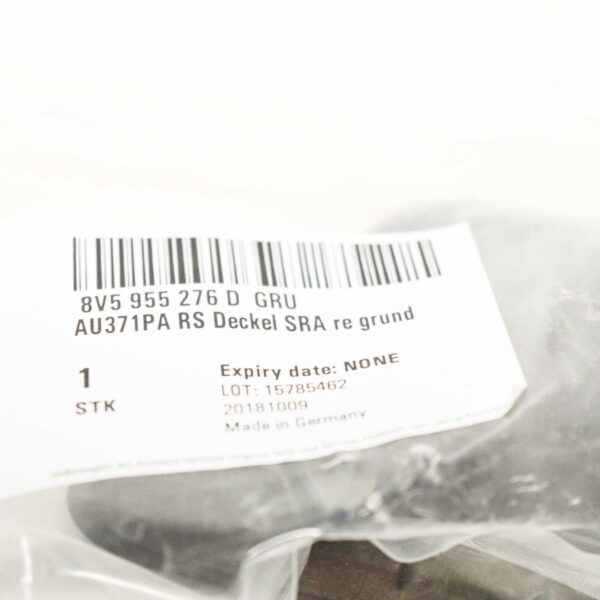 8V5 955 276 D GRU
AU371PA RS Deckel SRA re grund
1
STK
Expiry date: NONE
LOT: 15785462
20181009
Made in Germany